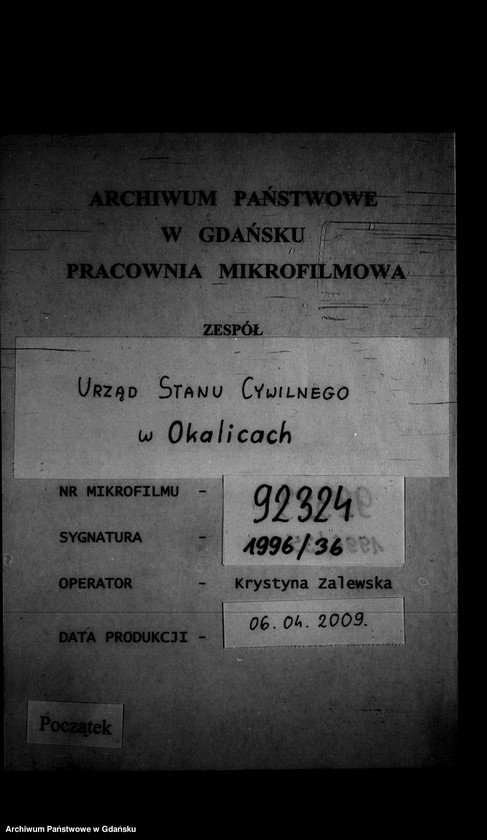 ARCHIWUM PAŃSTWOWE
W GDAŃSKU
PRACOWNIA MIKROFILMOWA
ZESPÓŁ
URZĄD STANU CYWILNEGO
w Okalicach
NR MIKROFILMU - 92324
SYGNATURA - 1996/36
OPERATOR - Krystyna Zalewska
DATA PRODUKCJI - 06.04.2009.
Początek
Archiwum Państwowe w Gdańsku